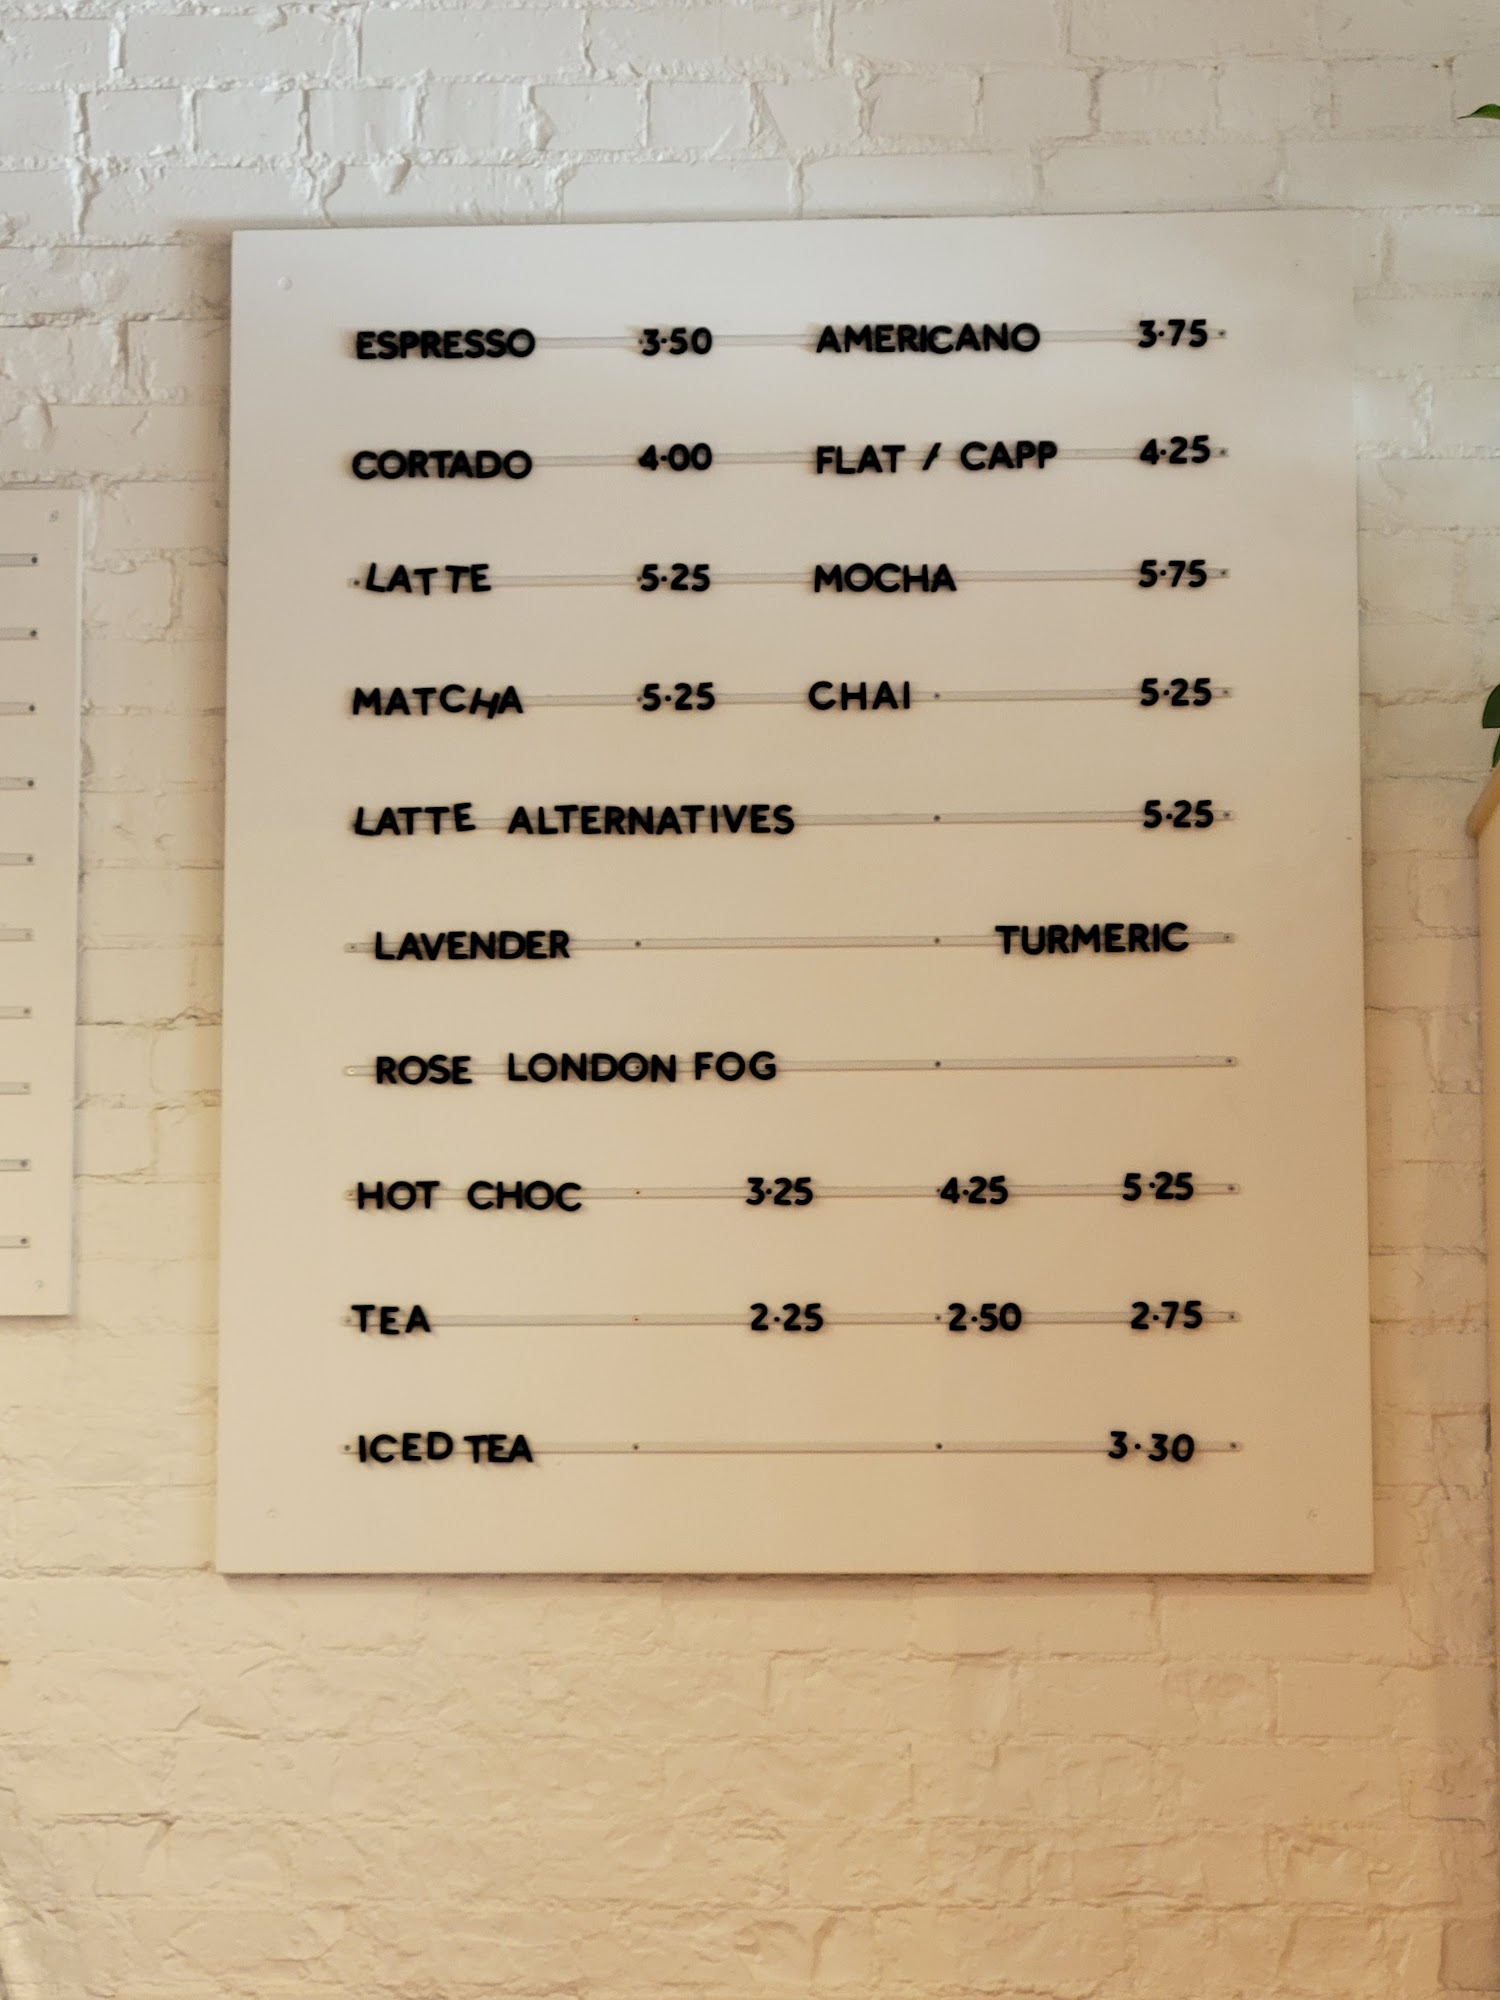 ESPRESSO 3.50 AMERICANO 3.75
CORTADO 4.00 FLAT / CAPP 4.25
LATTE 5.25 MOCHA 5.75
MATCHA 5.25 CHAI 5.25
LATTE ALTERNATIVES 5.25
LAVENDER TURMERIC
ROSE LONDON FOG
HOT CHOC 3.25 4.25 5.25
TEA 2.25 2.50 2.75
ICED TEA 3.30